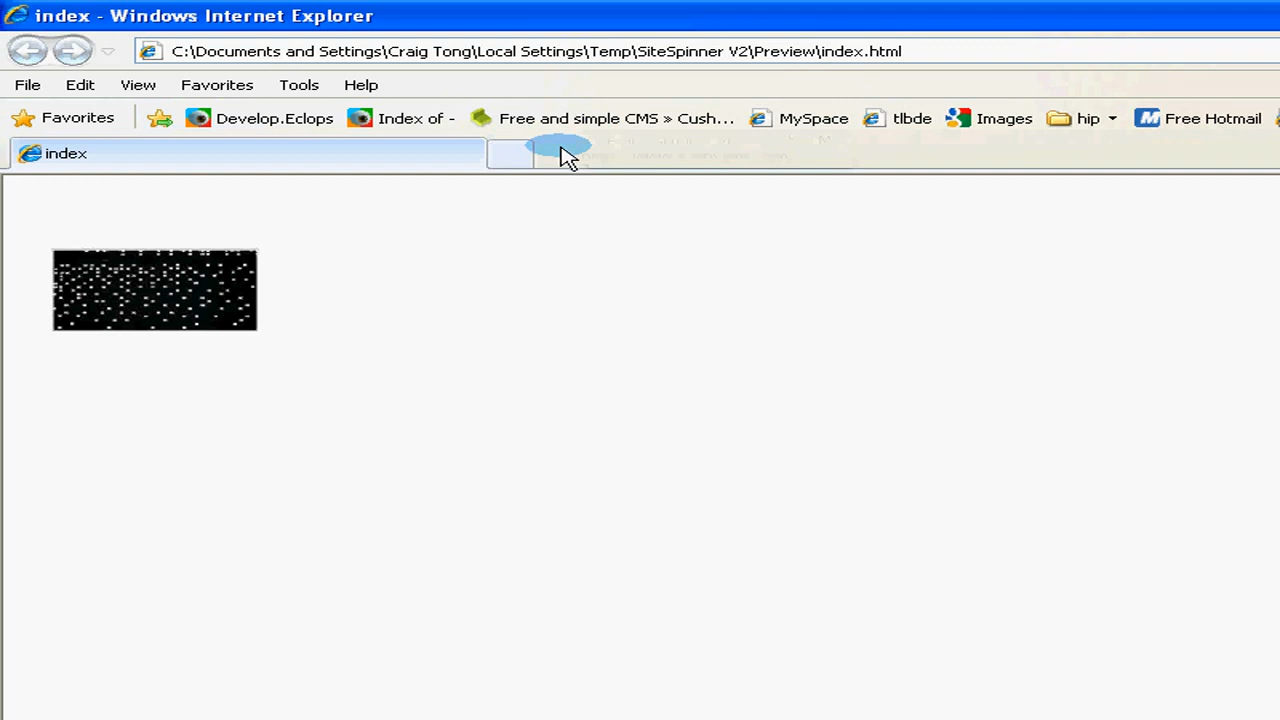 index - Windows Internet Explorer
C:\Documents and Settings\Craig Tong\Local Settings\Temp\SiteSpinner V2\Preview\index.html
File Edit View Favorites Tools Help
Favorites Develop.Eclops Index of - Free and simple CMS » Cush... MySpace tlbde Images hip Free Hotmail
index